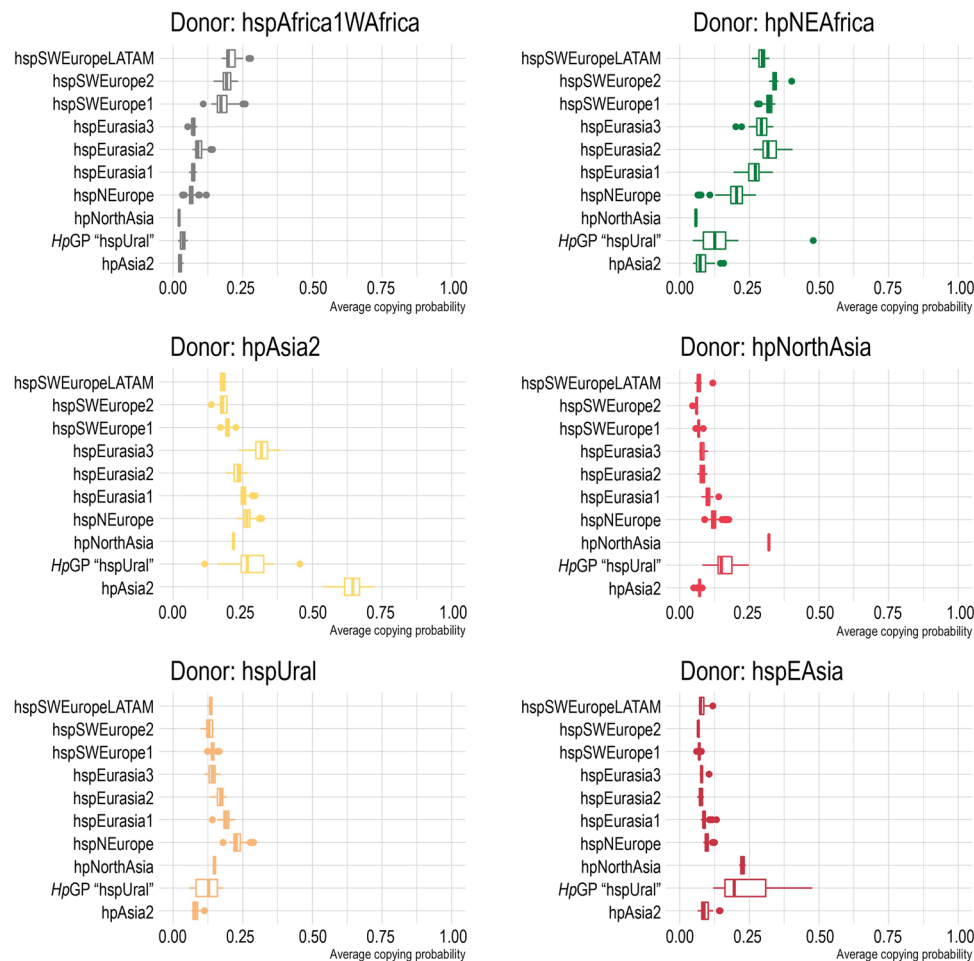 Donor: hspAfrica1WAfrica
hspSWEuropeLATAM
hspSWEurope2
hspSWEurope1
hspEurasia3
hspEurasia2
hspEurasia1
hspNEurope
hpNorthAsia
HpGP “hspUral”
hpAsia2
0.00 0.25 0.50 0.75 1.00
Average copying probability
Donor: hpNEAfrica
hspSWEuropeLATAM
hspSWEurope2
hspSWEurope1
hspEurasia3
hspEurasia2
hspEurasia1
hspNEurope
hpNorthAsia
HpGP “hspUral”
hpAsia2
0.00 0.25 0.50 0.75 1.00
Average copying probability
Donor: hpAsia2
hspSWEuropeLATAM
hspSWEurope2
hspSWEurope1
hspEurasia3
hspEurasia2
hspEurasia1
hspNEurope
hpNorthAsia
HpGP “hspUral”
hpAsia2
0.00 0.25 0.50 0.75 1.00
Average copying probability
Donor: hpNorthAsia
hspSWEuropeLATAM
hspSWEurope2
hspSWEurope1
hspEurasia3
hspEurasia2
hspEurasia1
hspNEurope
hpNorthAsia
HpGP “hspUral”
hpAsia2
0.00 0.25 0.50 0.75 1.00
Average copying probability
Donor: hspUral
hspSWEuropeLATAM
hspSWEurope2
hspSWEurope1
hspEurasia3
hspEurasia2
hspEurasia1
hspNEurope
hpNorthAsia
HpGP “hspUral”
hpAsia2
0.00 0.25 0.50 0.75 1.00
Average copying probability
Donor: hspEAsia
hspSWEuropeLATAM
hspSWEurope2
hspSWEurope1
hspEurasia3
hspEurasia2
hspEurasia1
hspNEurope
hpNorthAsia
HpGP “hspUral”
hpAsia2
0.00 0.25 0.50 0.75 1.00
Average copying probability